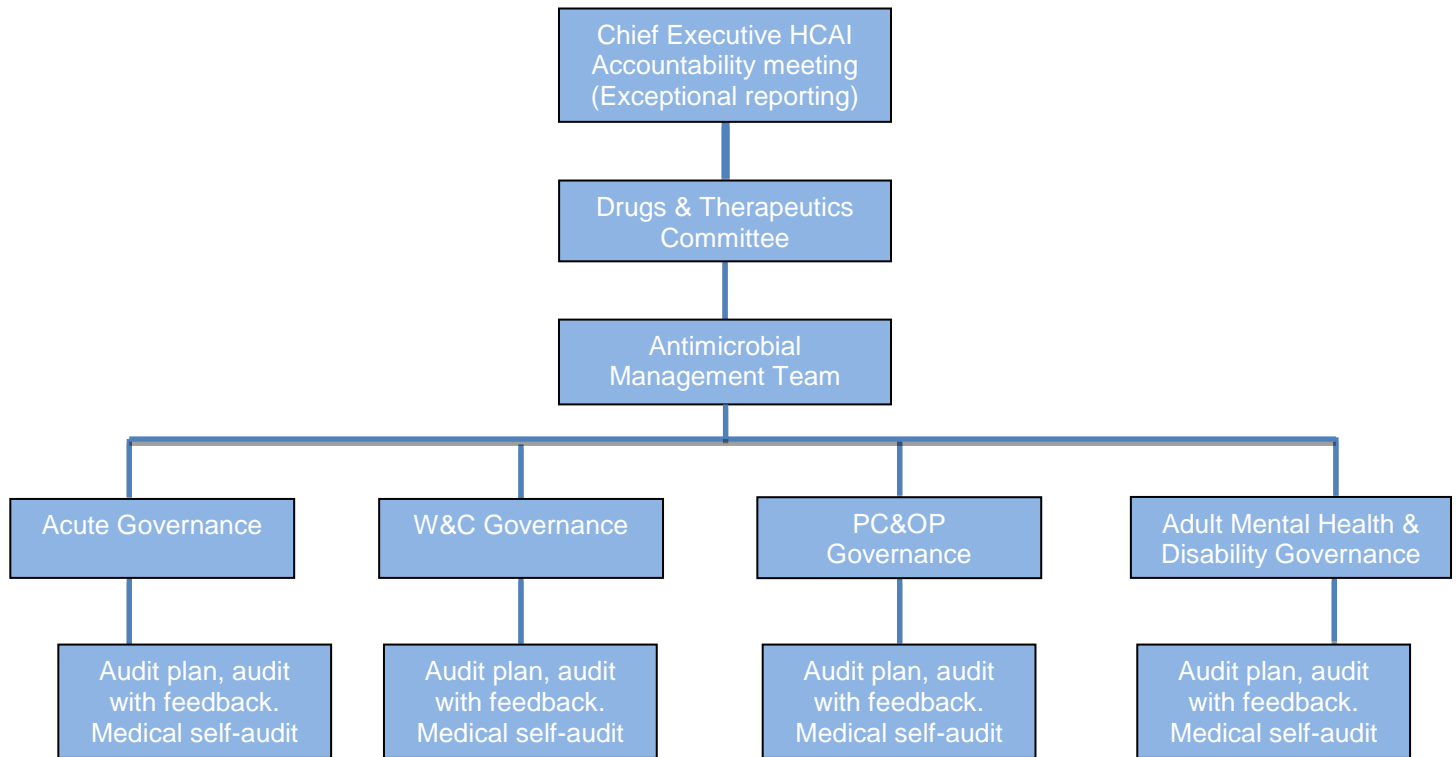 Chief Executive HCAI
Accountability meeting
(Exceptional reporting)
Drugs & Therapeutics
Committee
Antimicrobial
Management Team
Acute Governance
W&C Governance
PC&OP
Governance
Adult Mental Health &
Disability Governance
Audit plan, audit
with feedback.
Medical self-audit
Audit plan, audit
with feedback.
Medical self-audit
Audit plan, audit
with feedback.
Medical self-audit
Audit plan, audit
with feedback.
Medical self-audit